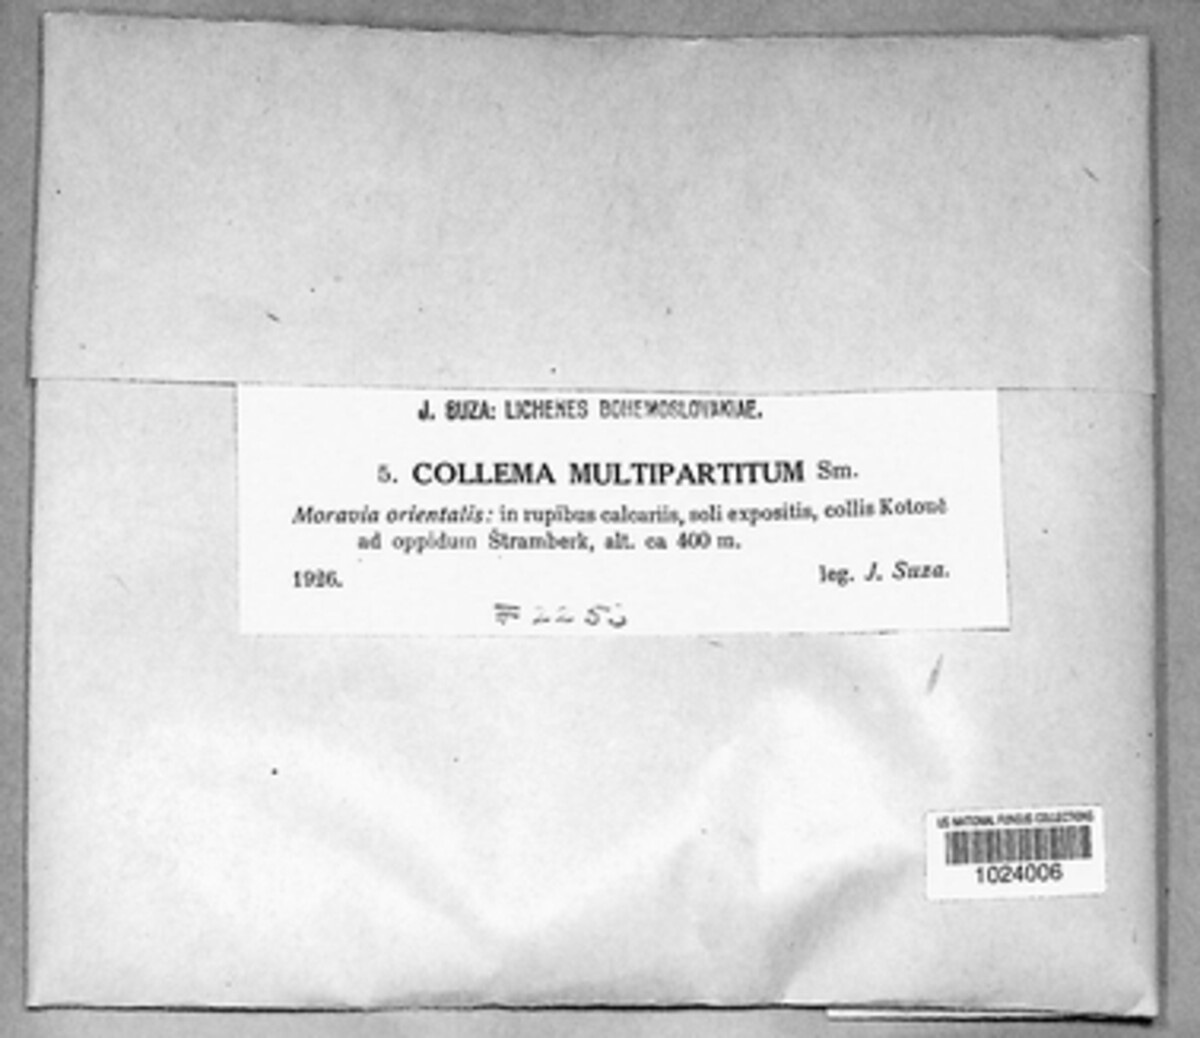 J. SUZA: LICHENES BOHEMOSLOVAKIAE.
5. COLLEMA MULTIPARTITUM Sm.
Moravia orientalis: in rupibus calcariis, soli expositis, collis Kotouč
ad oppidum Štramberk, alt. ca 400 m.
1926.
leg. J. Suza.
# 2253
US NATIONAL FUNGUS COLLECTIONS
1024006